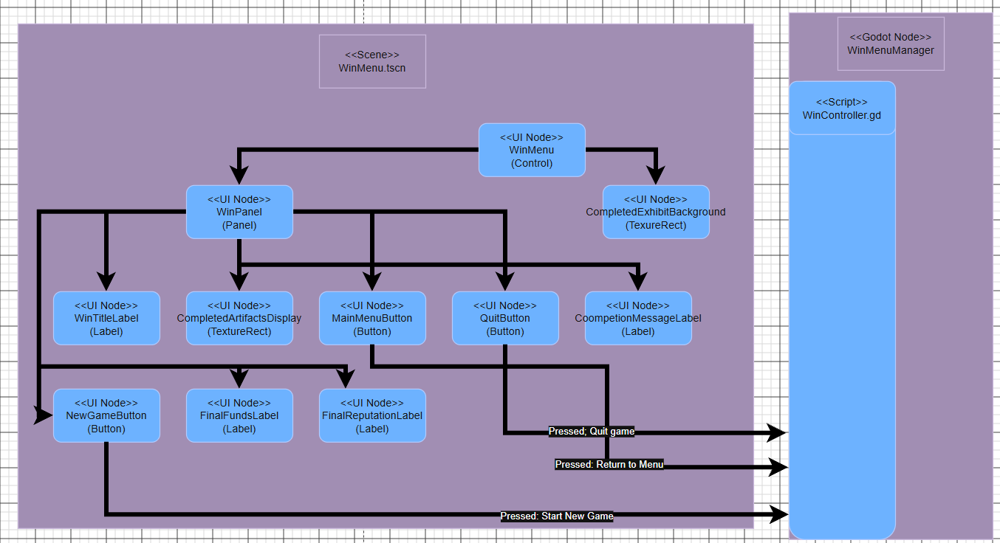 <<Scene>>
WinMenu.tscn
<<Godot Node>>
WinMenuManager
<<Script>>
WinController.gd
<<UI Node>>
WinMenu
(Control)
<<UI Node>>
WinPanel
(Panel)
<<UI Node>>
CompletedExhibitBackground
(TexureRect)
<<UI Node>>
WinTitleLabel
(Label)
<<UI Node>>
CompletedArtifactsDisplay
(TextureRect)
<<UI Node>>
MainMenuButton
(Button)
<<UI Node>>
QuitButton
(Button)
<<UI Node>>
CoompetionMessageLabel
(Label)
<<UI Node>>
NewGameButton
(Button)
<<UI Node>>
FinalFundsLabel
(Label)
<<UI Node>>
FinalReputationLabel
(Label)
Pressed; Quit game
Pressed: Return to Menu
Pressed: Start New Game